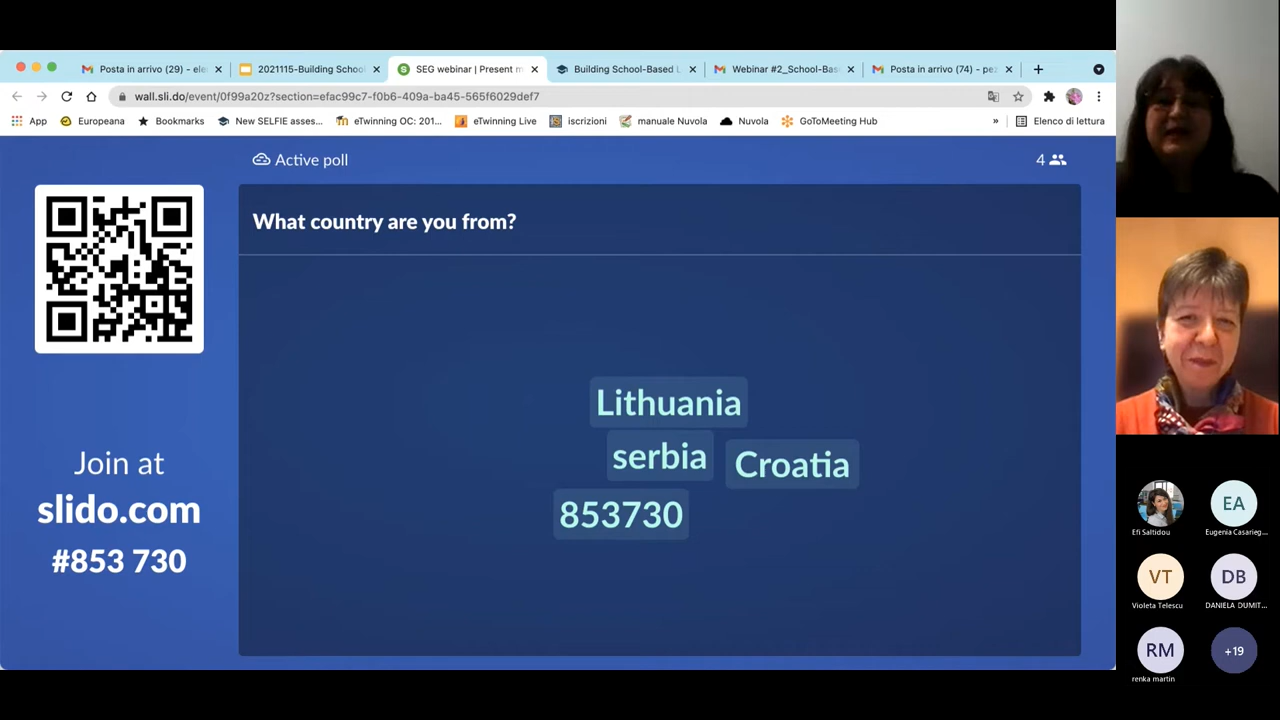 Posta in arrivo (29) - ele
2021115-Building School
SEG webinar | Present m
Building School-Based L
Webinar #2_School-Bas
Posta in arrivo (74) - pez
wall.sli.do/event/0f99a20z?section=efac99c7-f0b6-409a-ba45-565f6029def7
App
Europeana
Bookmarks
New SELFIE asses...
eTwinning OC: 201...
eTwinning Live
iscrizioni
manuale Nuvola
Nuvola
GoToMeeting Hub
»
Elenco di lettura
Active poll
4
What country are you from?
Lithuania
serbia
Croatia
853730
Join at
slido.com
#853 730
Efi Saltidou
EA
Eugenia Casarieg...
VT
Violeta Telescu
DB
DANIELA DUMIT...
RM
renka martin
+19